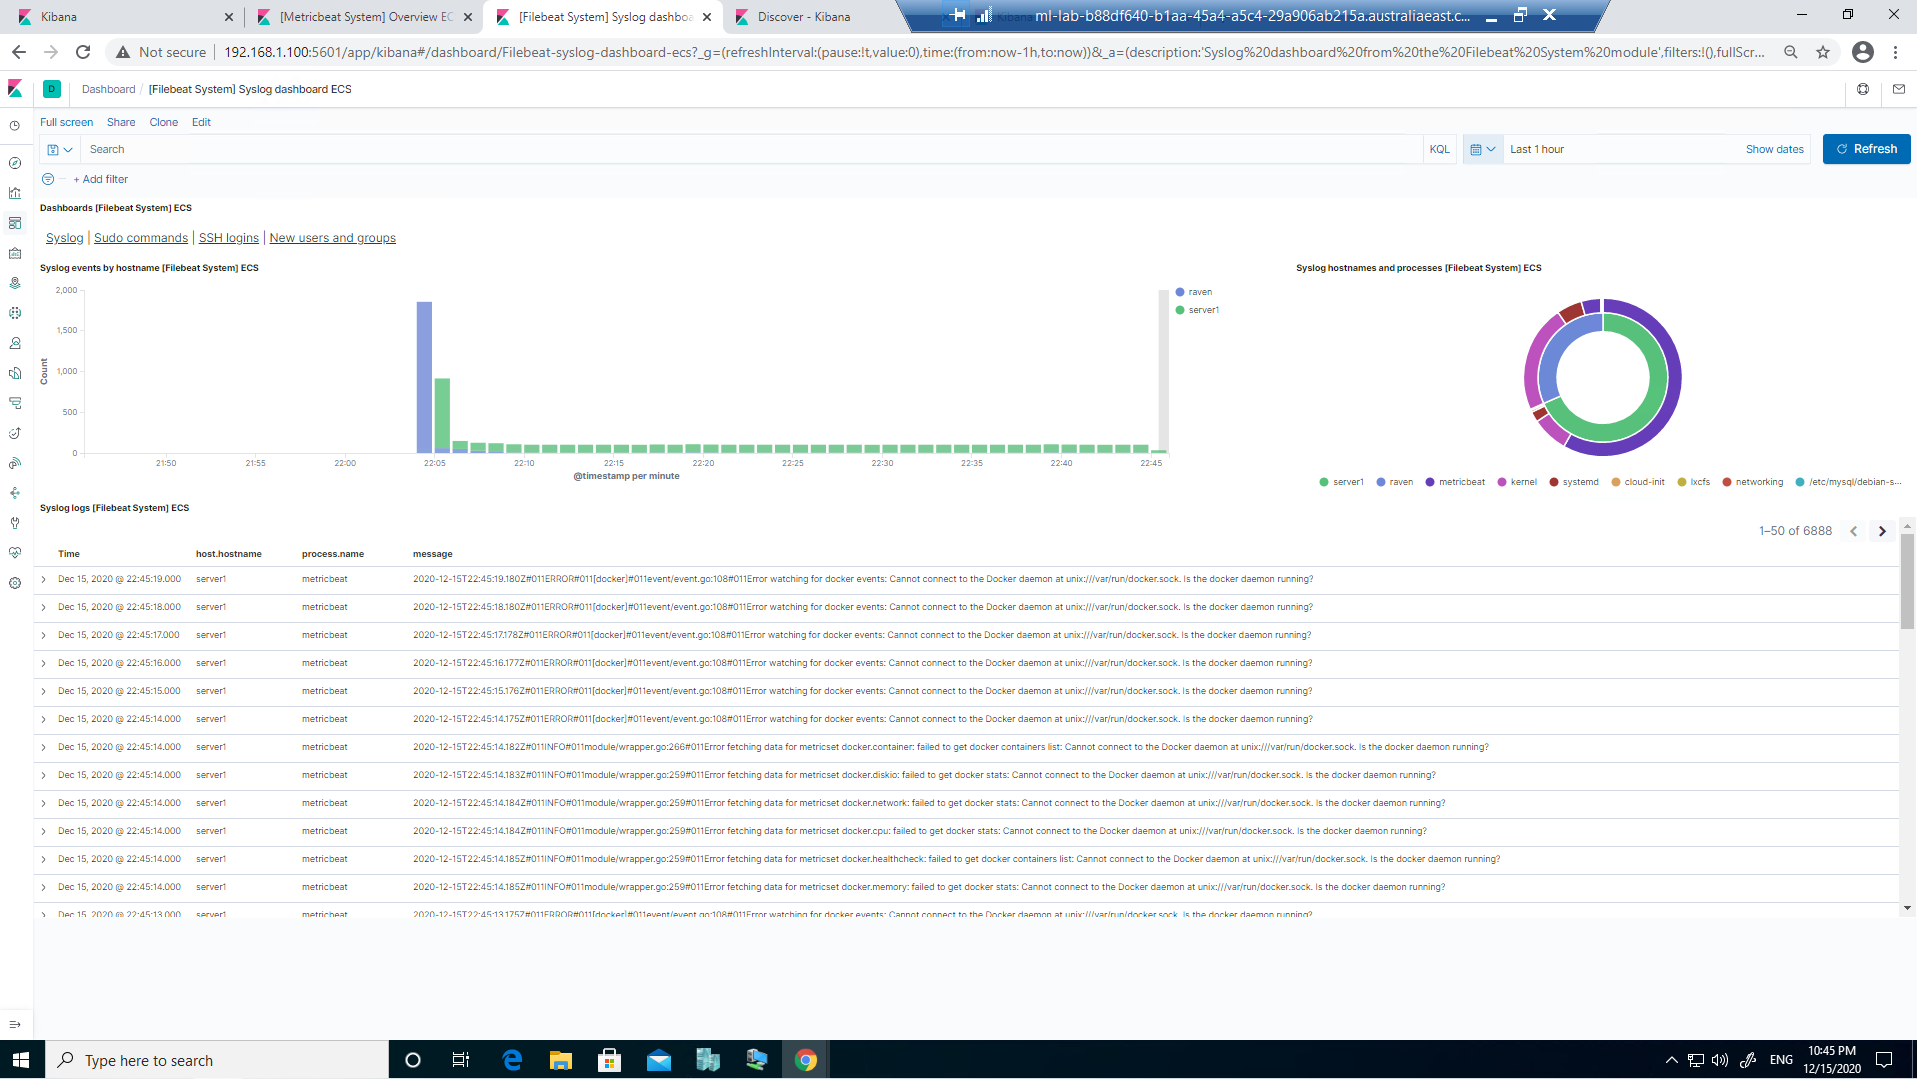 Kibana
[Metricbeat System] Overview EC
[Filebeat System] Syslog dashboa
Discover - Kibana
ml-lab-b88df640-b1aa-45a4-a5c4-29a906ab215a.australiaeast.c...
Not secure
192.168.1.100:5601/app/kibana#/dashboard/Filebeat-syslog-dashboard-ecs?_g=(refreshInterval:(pause:!t,value:0),time:(from:now-1h,to:now))&_a=(description:'Syslog%20dashboard%20from%20the%20Filebeat%20System%20module',filters:!(),fullScr...
D
Dashboard / [Filebeat System] Syslog dashboard ECS
Full screen Share Clone Edit
Search
KQL
Last 1 hour
Show dates
Refresh
+ Add filter
Dashboards [Filebeat System] ECS
Syslog | Sudo commands | SSH logins | New users and groups
Syslog events by hostname [Filebeat System] ECS
2,000
1,500
1,000
500
0
Count
21:50 21:55 22:00 22:05 22:10 22:15 22:20 22:25 22:30 22:35 22:40 22:45
@timestamp per minute
raven
server1
Syslog hostnames and processes [Filebeat System] ECS
server1 raven metricbeat kernel systemd cloud-init lxcfs networking /etc/mysql/debian-s...
Syslog logs [Filebeat System] ECS
1–50 of 6888
Time host.hostname process.name message
Dec 15, 2020 @ 22:45:19.000 server1 metricbeat 2020-12-15T22:45:19.180Z#011ERROR#011[docker]#011event/event.go:108#011Error watching for docker events: Cannot connect to the Docker daemon at unix:///var/run/docker.sock. Is the docker daemon running?
Dec 15, 2020 @ 22:45:18.000 server1 metricbeat 2020-12-15T22:45:18.180Z#011ERROR#011[docker]#011event/event.go:108#011Error watching for docker events: Cannot connect to the Docker daemon at unix:///var/run/docker.sock. Is the docker daemon running?
Dec 15, 2020 @ 22:45:17.000 server1 metricbeat 2020-12-15T22:45:17.178Z#011ERROR#011[docker]#011event/event.go:108#011Error watching for docker events: Cannot connect to the Docker daemon at unix:///var/run/docker.sock. Is the docker daemon running?
Dec 15, 2020 @ 22:45:16.000 server1 metricbeat 2020-12-15T22:45:16.177Z#011ERROR#011[docker]#011event/event.go:108#011Error watching for docker events: Cannot connect to the Docker daemon at unix:///var/run/docker.sock. Is the docker daemon running?
Dec 15, 2020 @ 22:45:15.000 server1 metricbeat 2020-12-15T22:45:15.176Z#011ERROR#011[docker]#011event/event.go:108#011Error watching for docker events: Cannot connect to the Docker daemon at unix:///var/run/docker.sock. Is the docker daemon running?
Dec 15, 2020 @ 22:45:14.000 server1 metricbeat 2020-12-15T22:45:14.175Z#011ERROR#011[docker]#011event/event.go:108#011Error watching for docker events: Cannot connect to the Docker daemon at unix:///var/run/docker.sock. Is the docker daemon running?
Dec 15, 2020 @ 22:45:14.000 server1 metricbeat 2020-12-15T22:45:14.182Z#011INFO#011module/wrapper.go:266#011Error fetching data for metricset docker.container: failed to get docker containers list: Cannot connect to the Docker daemon at unix:///var/run/docker.sock. Is the docker daemon running?
Dec 15, 2020 @ 22:45:14.000 server1 metricbeat 2020-12-15T22:45:14.183Z#011INFO#011module/wrapper.go:259#011Error fetching data for metricset docker.diskio: failed to get docker stats: Cannot connect to the Docker daemon at unix:///var/run/docker.sock. Is the docker daemon running?
Dec 15, 2020 @ 22:45:14.000 server1 metricbeat 2020-12-15T22:45:14.184Z#011INFO#011module/wrapper.go:259#011Error fetching data for metricset docker.network: failed to get docker stats: Cannot connect to the Docker daemon at unix:///var/run/docker.sock. Is the docker daemon running?
Dec 15, 2020 @ 22:45:14.000 server1 metricbeat 2020-12-15T22:45:14.184Z#011INFO#011module/wrapper.go:259#011Error fetching data for metricset docker.cpu: failed to get docker stats: Cannot connect to the Docker daemon at unix:///var/run/docker.sock. Is the docker daemon running?
Dec 15, 2020 @ 22:45:14.000 server1 metricbeat 2020-12-15T22:45:14.185Z#011INFO#011module/wrapper.go:259#011Error fetching data for metricset docker.healthcheck: failed to get docker containers list: Cannot connect to the Docker daemon at unix:///var/run/docker.sock. Is the docker daemon running?
Dec 15, 2020 @ 22:45:14.000 server1 metricbeat 2020-12-15T22:45:14.185Z#011INFO#011module/wrapper.go:259#011Error fetching data for metricset docker.memory: failed to get docker stats: Cannot connect to the Docker daemon at unix:///var/run/docker.sock. Is the docker daemon running?
Dec 15, 2020 @ 22:45:13.000 server1 metricbeat 2020-12-15T22:45:13.175Z#011ERROR#011[docker]#011event/event.go:108#011Error watching for docker events: Cannot connect to the Docker daemon at unix:///var/run/docker.sock. Is the docker daemon running?
Type here to search
ENG
10:45 PM
12/15/2020